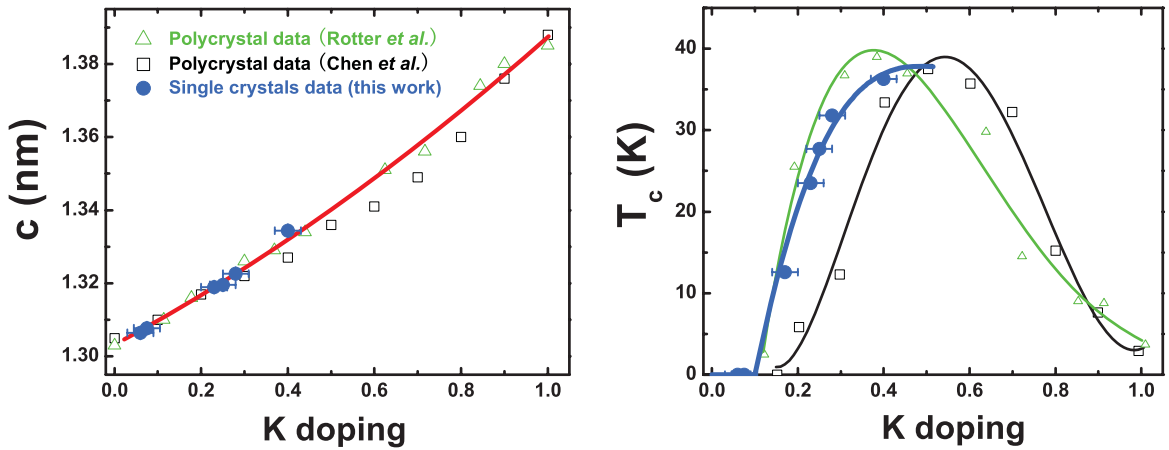 Polycrystal data (Rotter et al.)
Polycrystal data (Chen et al.)
Single crystals data (this work)
1.38
1.36
1.34
1.32
1.30
c (nm)
0.0 0.2 0.4 0.6 0.8 1.0
K doping
40
30
20
10
0
Tc (K)
0.0 0.2 0.4 0.6 0.8 1.0
K doping